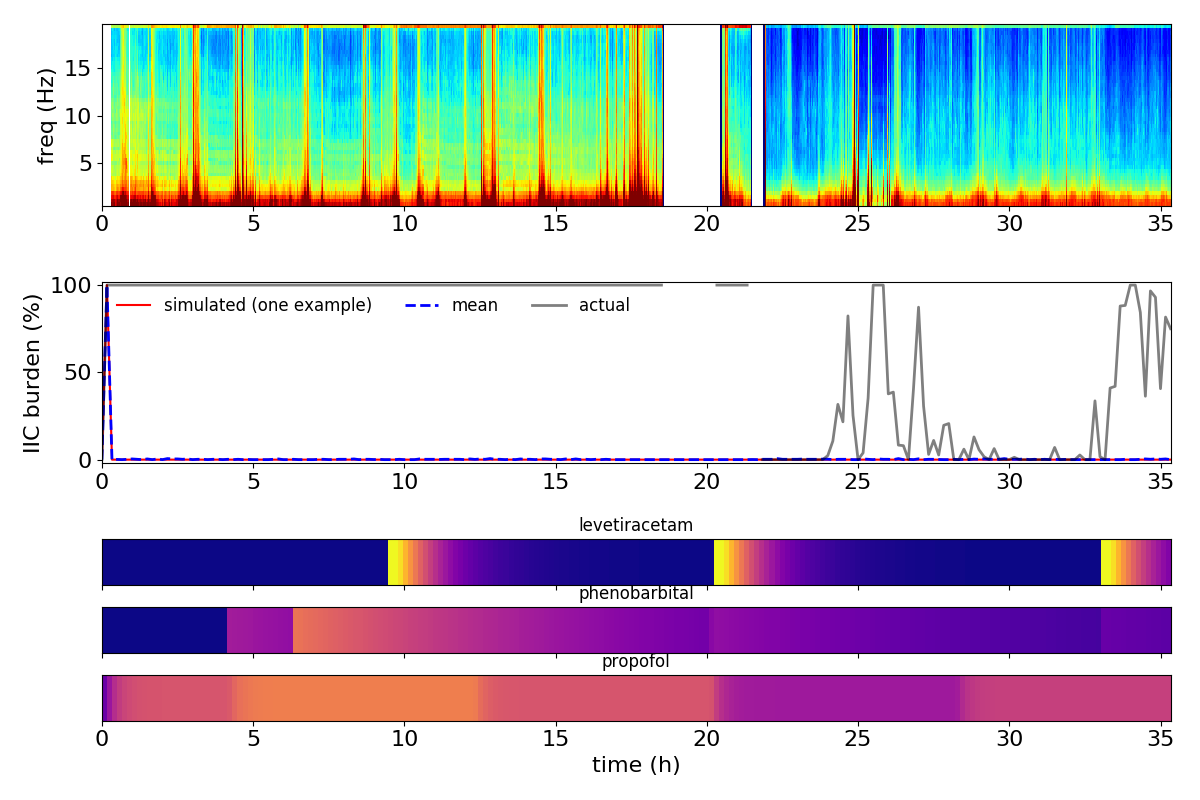 freq (Hz)
15
10
5
0 5 10 15 20 25 30 35
IIC burden (%)
100
50
0
simulated (one example) mean actual
0 5 10 15 20 25 30 35
levetiracetam
phenobarbital
propofol
0 5 10 15 20 25 30 35
time (h)